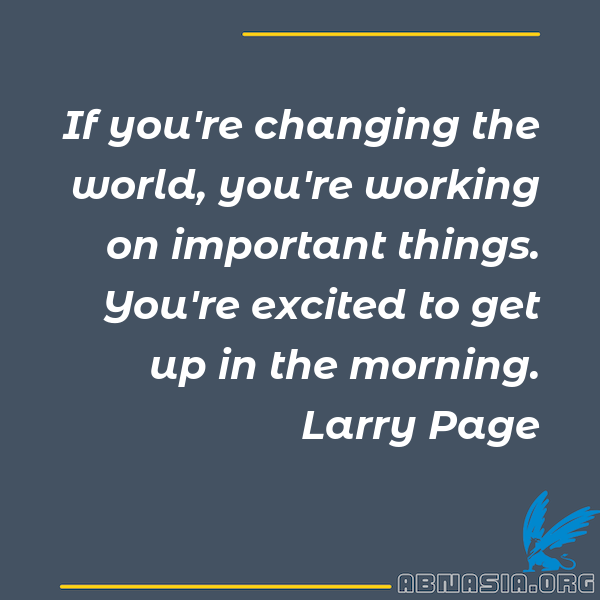 If you're changing the
world, you're working
on important things.
You're excited to get
up in the morning.
Larry Page
ABNASIA.ORG